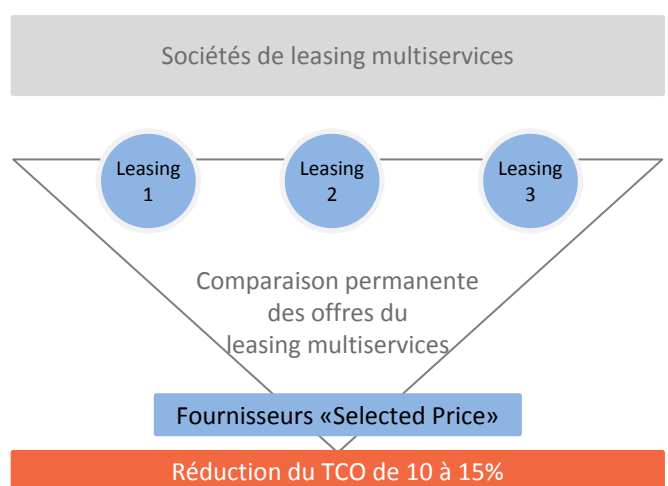 Sociétés de leasing multiservices
Leasing
1
Leasing
2
Leasing
3
Comparaison permanente
des offres du
leasing multiservices
Fournisseurs «Selected Price»
Réduction du TCO de 10 à 15%